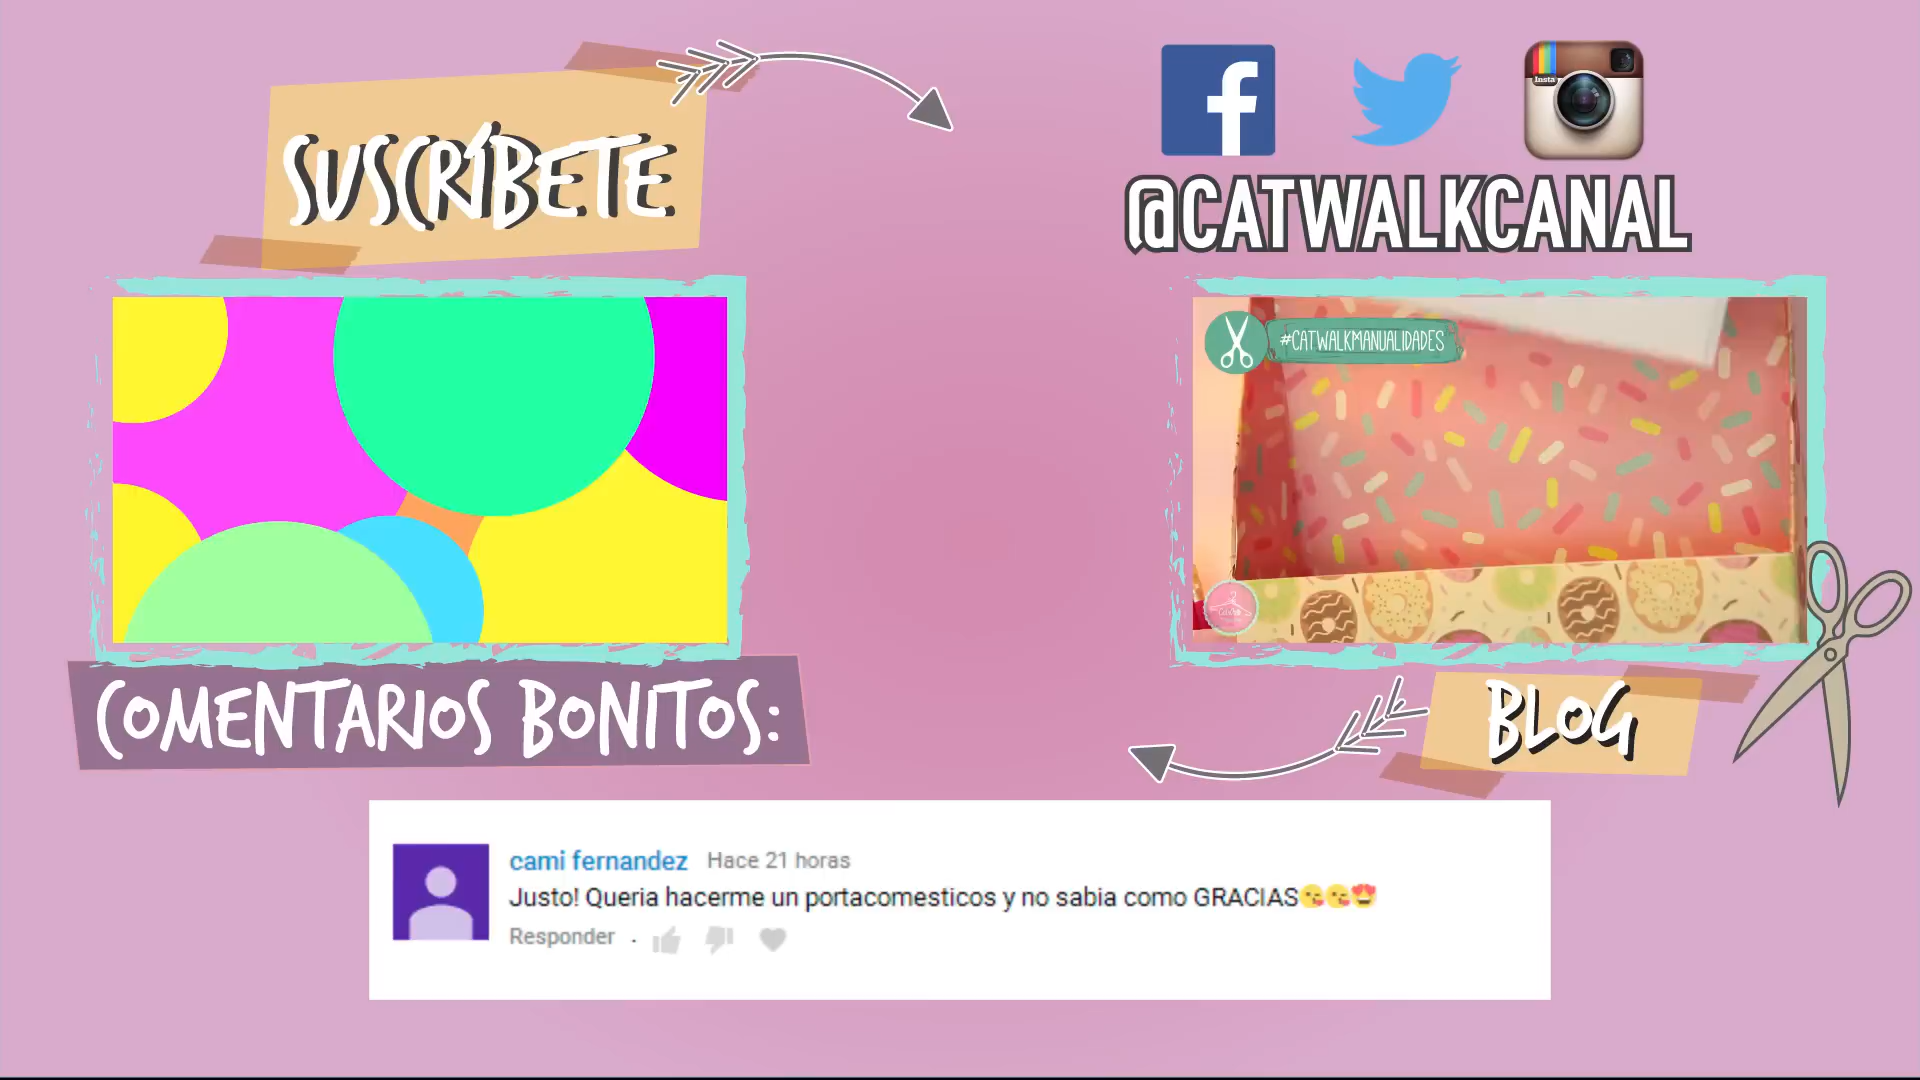 SUSCRÍBETE
Insta
@CATWALKCANAL
#CATWALKMANUALIDADES
COMENTARIOS BONITOS:
BLOG
cami fernandez Hace 21 horas
Justo! Queria hacerme un portacomesticos y no sabia como GRACIAS😘😘😍
Responder .